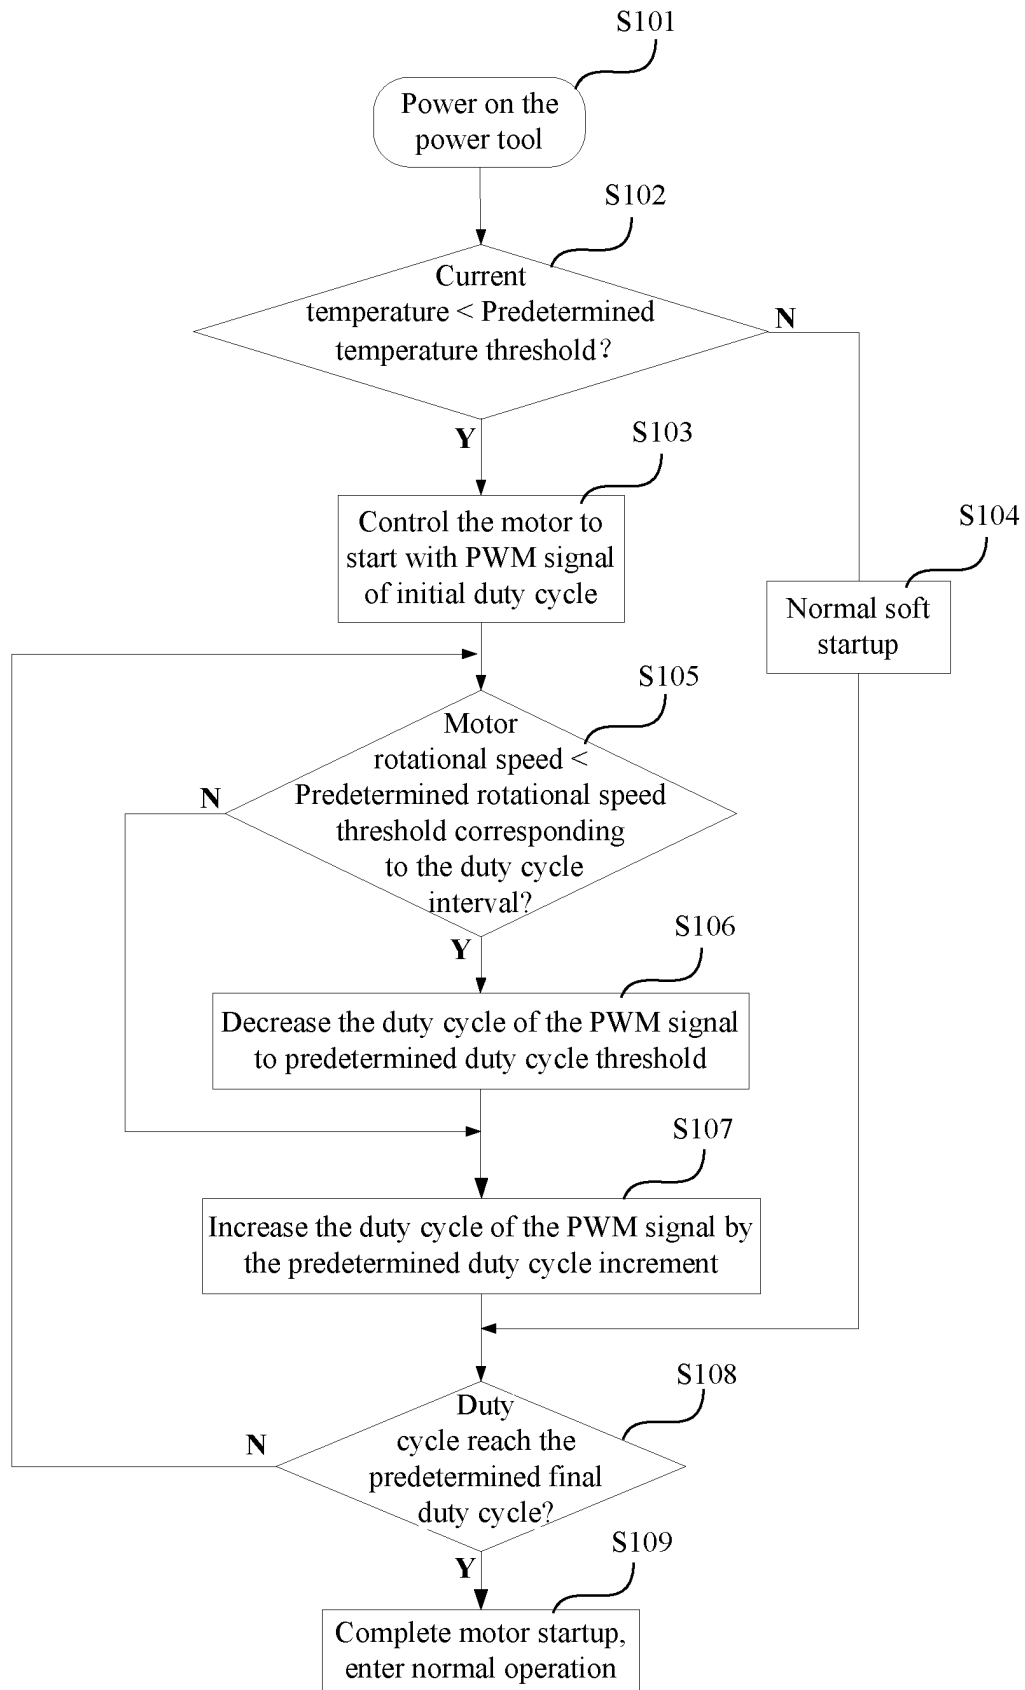 S101
Power on the
power tool
S102
Current
temperature < Predetermined
temperature threshold?
N
Y
S103
Control the motor to
start with PWM signal
of initial duty cycle
S104
Normal soft
startup
S105
Motor
rotational speed <
Predetermined rotational speed
threshold corresponding
to the duty cycle
interval?
N
Y
S106
Decrease the duty cycle of the PWM signal
to predetermined duty cycle threshold
S107
Increase the duty cycle of the PWM signal by
the predetermined duty cycle increment
S108
Duty
cycle reach the
predetermined final
duty cycle?
N
Y
S109
Complete motor startup,
enter normal operation